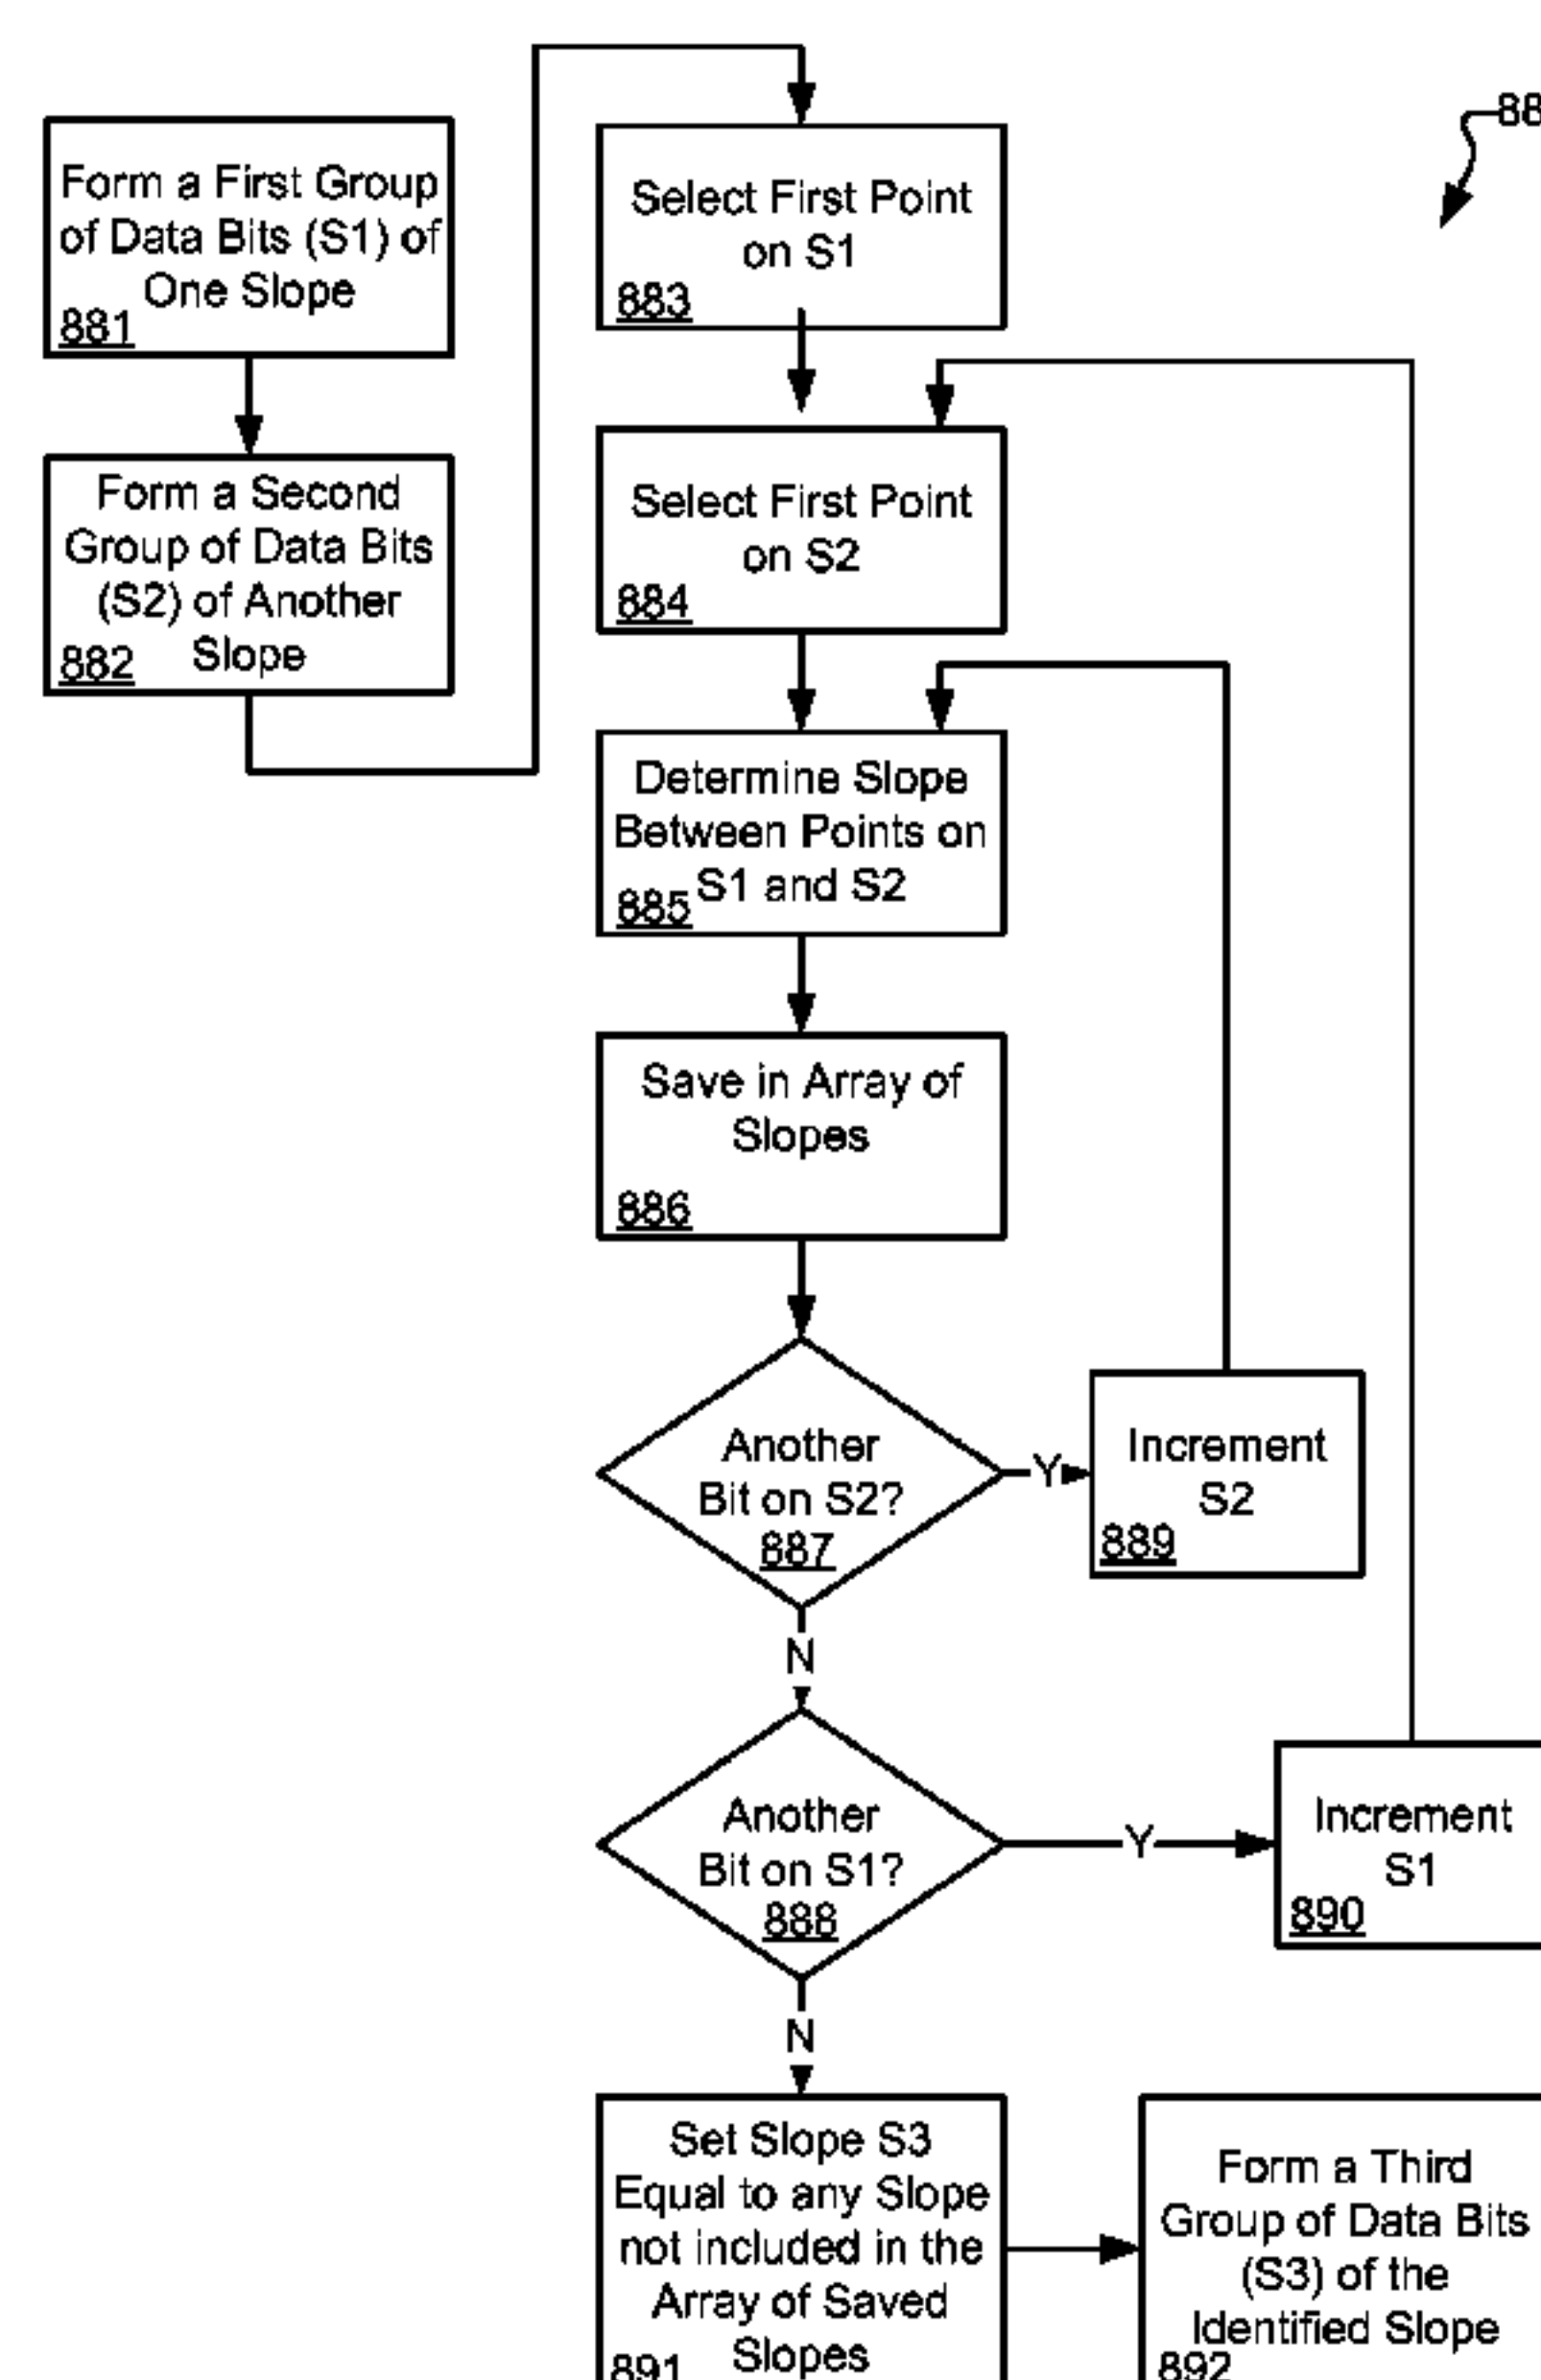 Form a First Group
of Data Bits (S1) of
One Slope
881
Form a Second
Group of Data Bits
(S2) of Another
Slope
882
88
Select First Point
on S1
883
Select First Point
on S2
884
Determine Slope
Between Points on
S1 and S2
885
Save in Array of
Slopes
886
Another
Bit on S2?
887
Y
Increment
S2
889
N
Another
Bit on S1?
888
Y
Increment
S1
890
N
Set Slope S3
Equal to any Slope
not included in the
Array of Saved
Slopes
891
Form a Third
Group of Data Bits
(S3) of the
Identified Slope
892